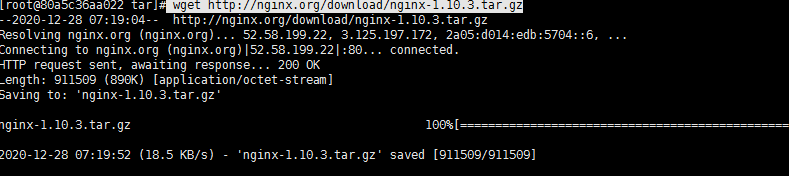 [root@80a5c36aa022 tar]# wget http://nginx.org/download/nginx-1.10.3.tar.gz
--2020-12-28 07:19:04--  http://nginx.org/download/nginx-1.10.3.tar.gz
Resolving nginx.org (nginx.org)... 52.58.199.22, 3.125.197.172, 2a05:d014:edb:5704::6, ...
Connecting to nginx.org (nginx.org)|52.58.199.22|:80... connected.
HTTP request sent, awaiting response... 200 OK
Length: 911509 (890K) [application/octet-stream]
Saving to: 'nginx-1.10.3.tar.gz'
nginx-1.10.3.tar.gz 100%[================================================
2020-12-28 07:19:52 (18.5 KB/s) - 'nginx-1.10.3.tar.gz' saved [911509/911509]